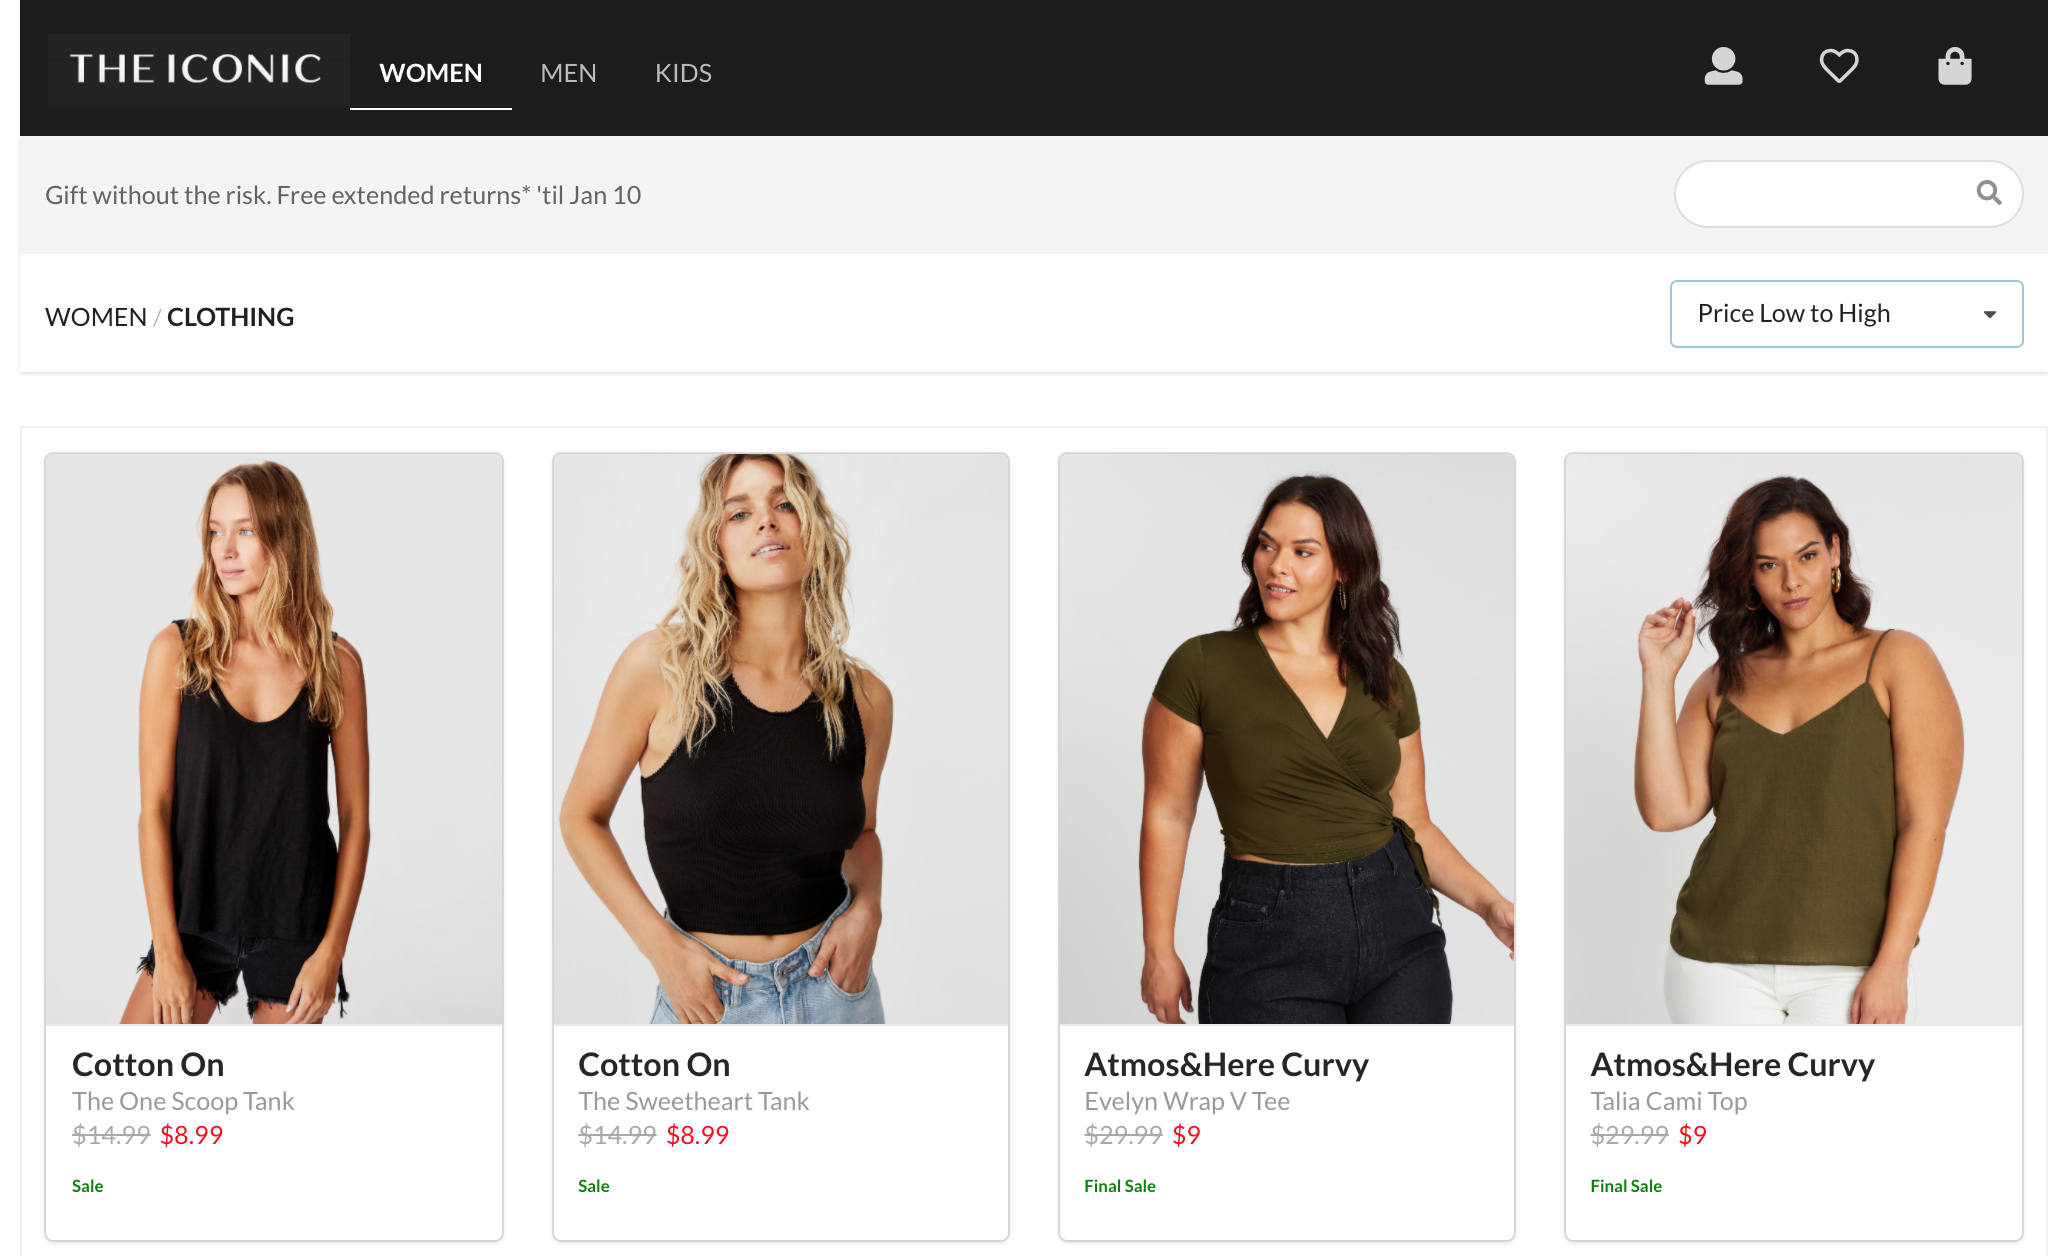 THE ICONIC WOMEN MEN KIDS
Gift without the risk. Free extended returns* 'til Jan 10
WOMEN / CLOTHING
Price Low to High
Cotton On
The One Scoop Tank
$14.99 $8.99
Sale
Cotton On
The Sweetheart Tank
$14.99 $8.99
Sale
Atmos&Here Curvy
Evelyn Wrap V Tee
$29.99 $9
Final Sale
Atmos&Here Curvy
Talia Cami Top
$29.99 $9
Final Sale